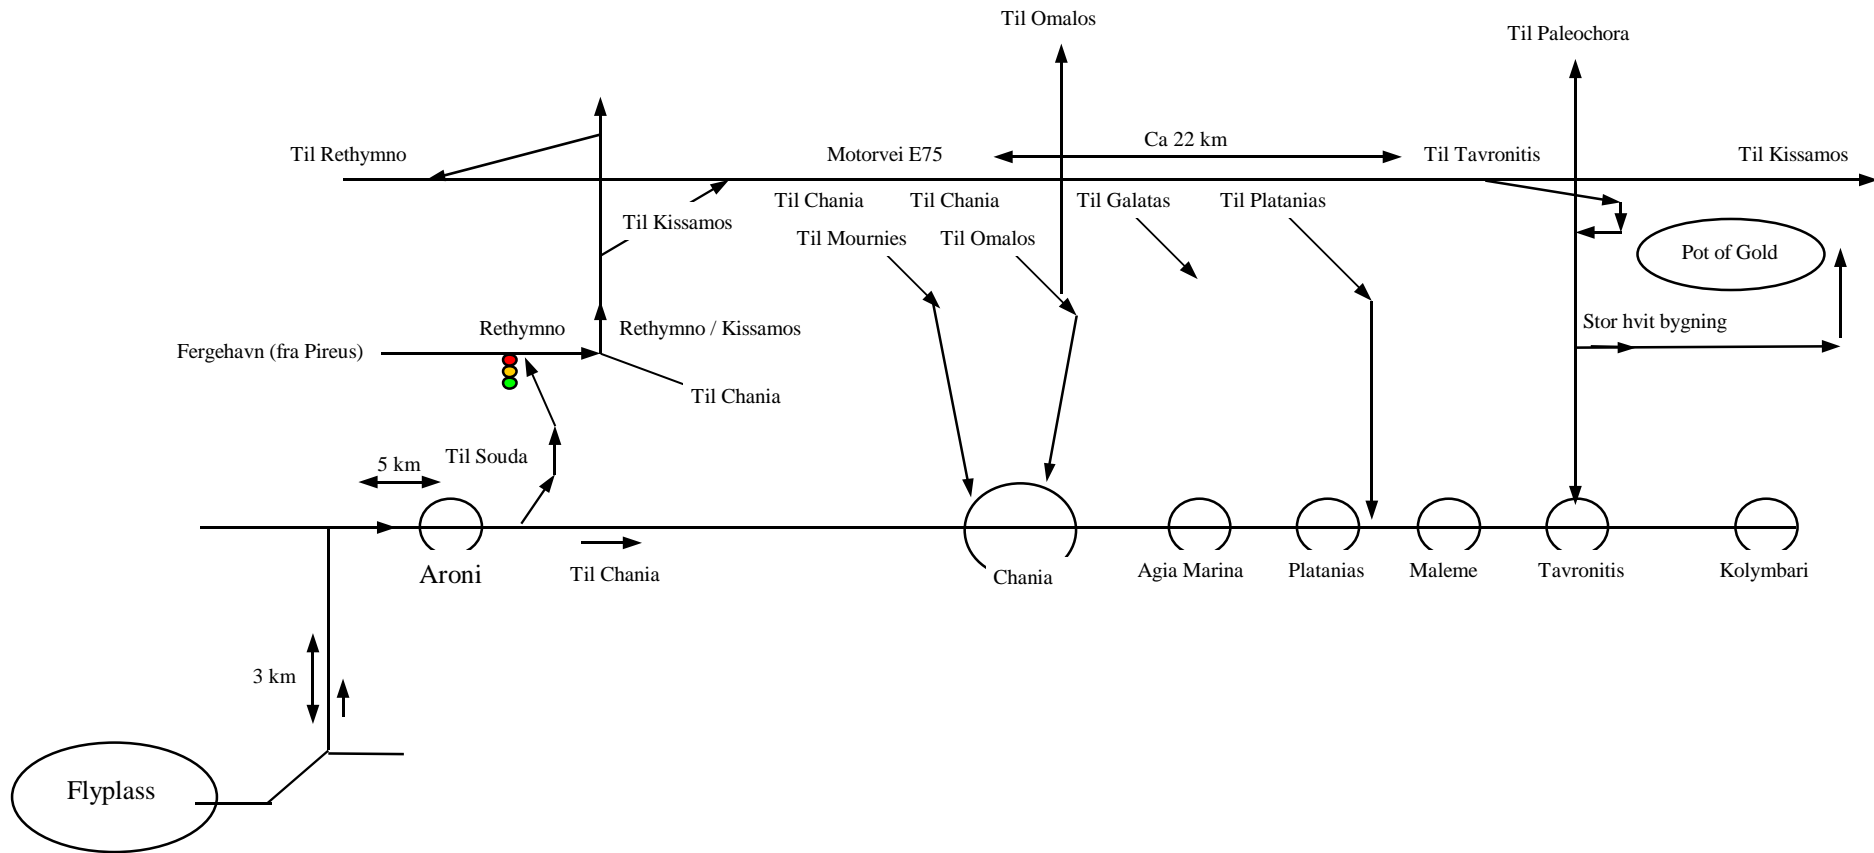 Til Omalos
Til Paleochora
Til Rethymno
Motorvei E75
Ca 22 km
Til Tavronitis
Til Kissamos
Til Kissamos
Til Chania
Til Chania
Til Galatas
Til Platanias
Til Mournies
Til Omalos
Pot of Gold
Rethymno
Rethymno / Kissamos
Stor hvit bygning
Fergehavn (fra Pireus)
Til Chania
5 km
Til Souda
Aroni
Til Chania
Chania
Agia Marina
Platanias
Maleme
Tavronitis
Kolymbari
3 km
Flyplass